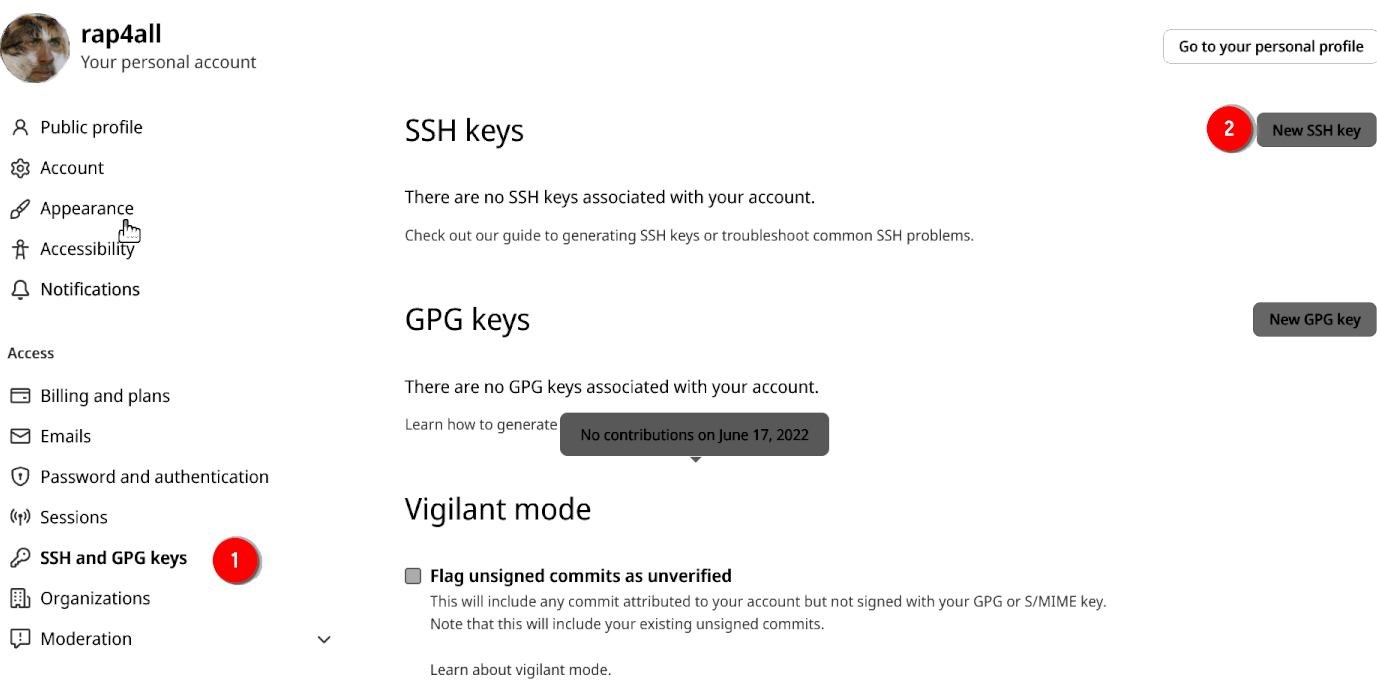 rap4all
Your personal account
Go to your personal profile
Public profile
Account
Appearance
Accessibility
Notifications
Access
Billing and plans
Emails
Password and authentication
Sessions
SSH and GPG keys
1
Organizations
Moderation
SSH keys
2
New SSH key
There are no SSH keys associated with your account.
Check out our guide to generating SSH keys or troubleshoot common SSH problems.
GPG keys
New GPG key
There are no GPG keys associated with your account.
Learn how to generate
No contributions on June 17, 2022
Vigilant mode
Flag unsigned commits as unverified
This will include any commit attributed to your account but not signed with your GPG or S/MIME key.
Note that this will include your existing unsigned commits.
Learn about vigilant mode.